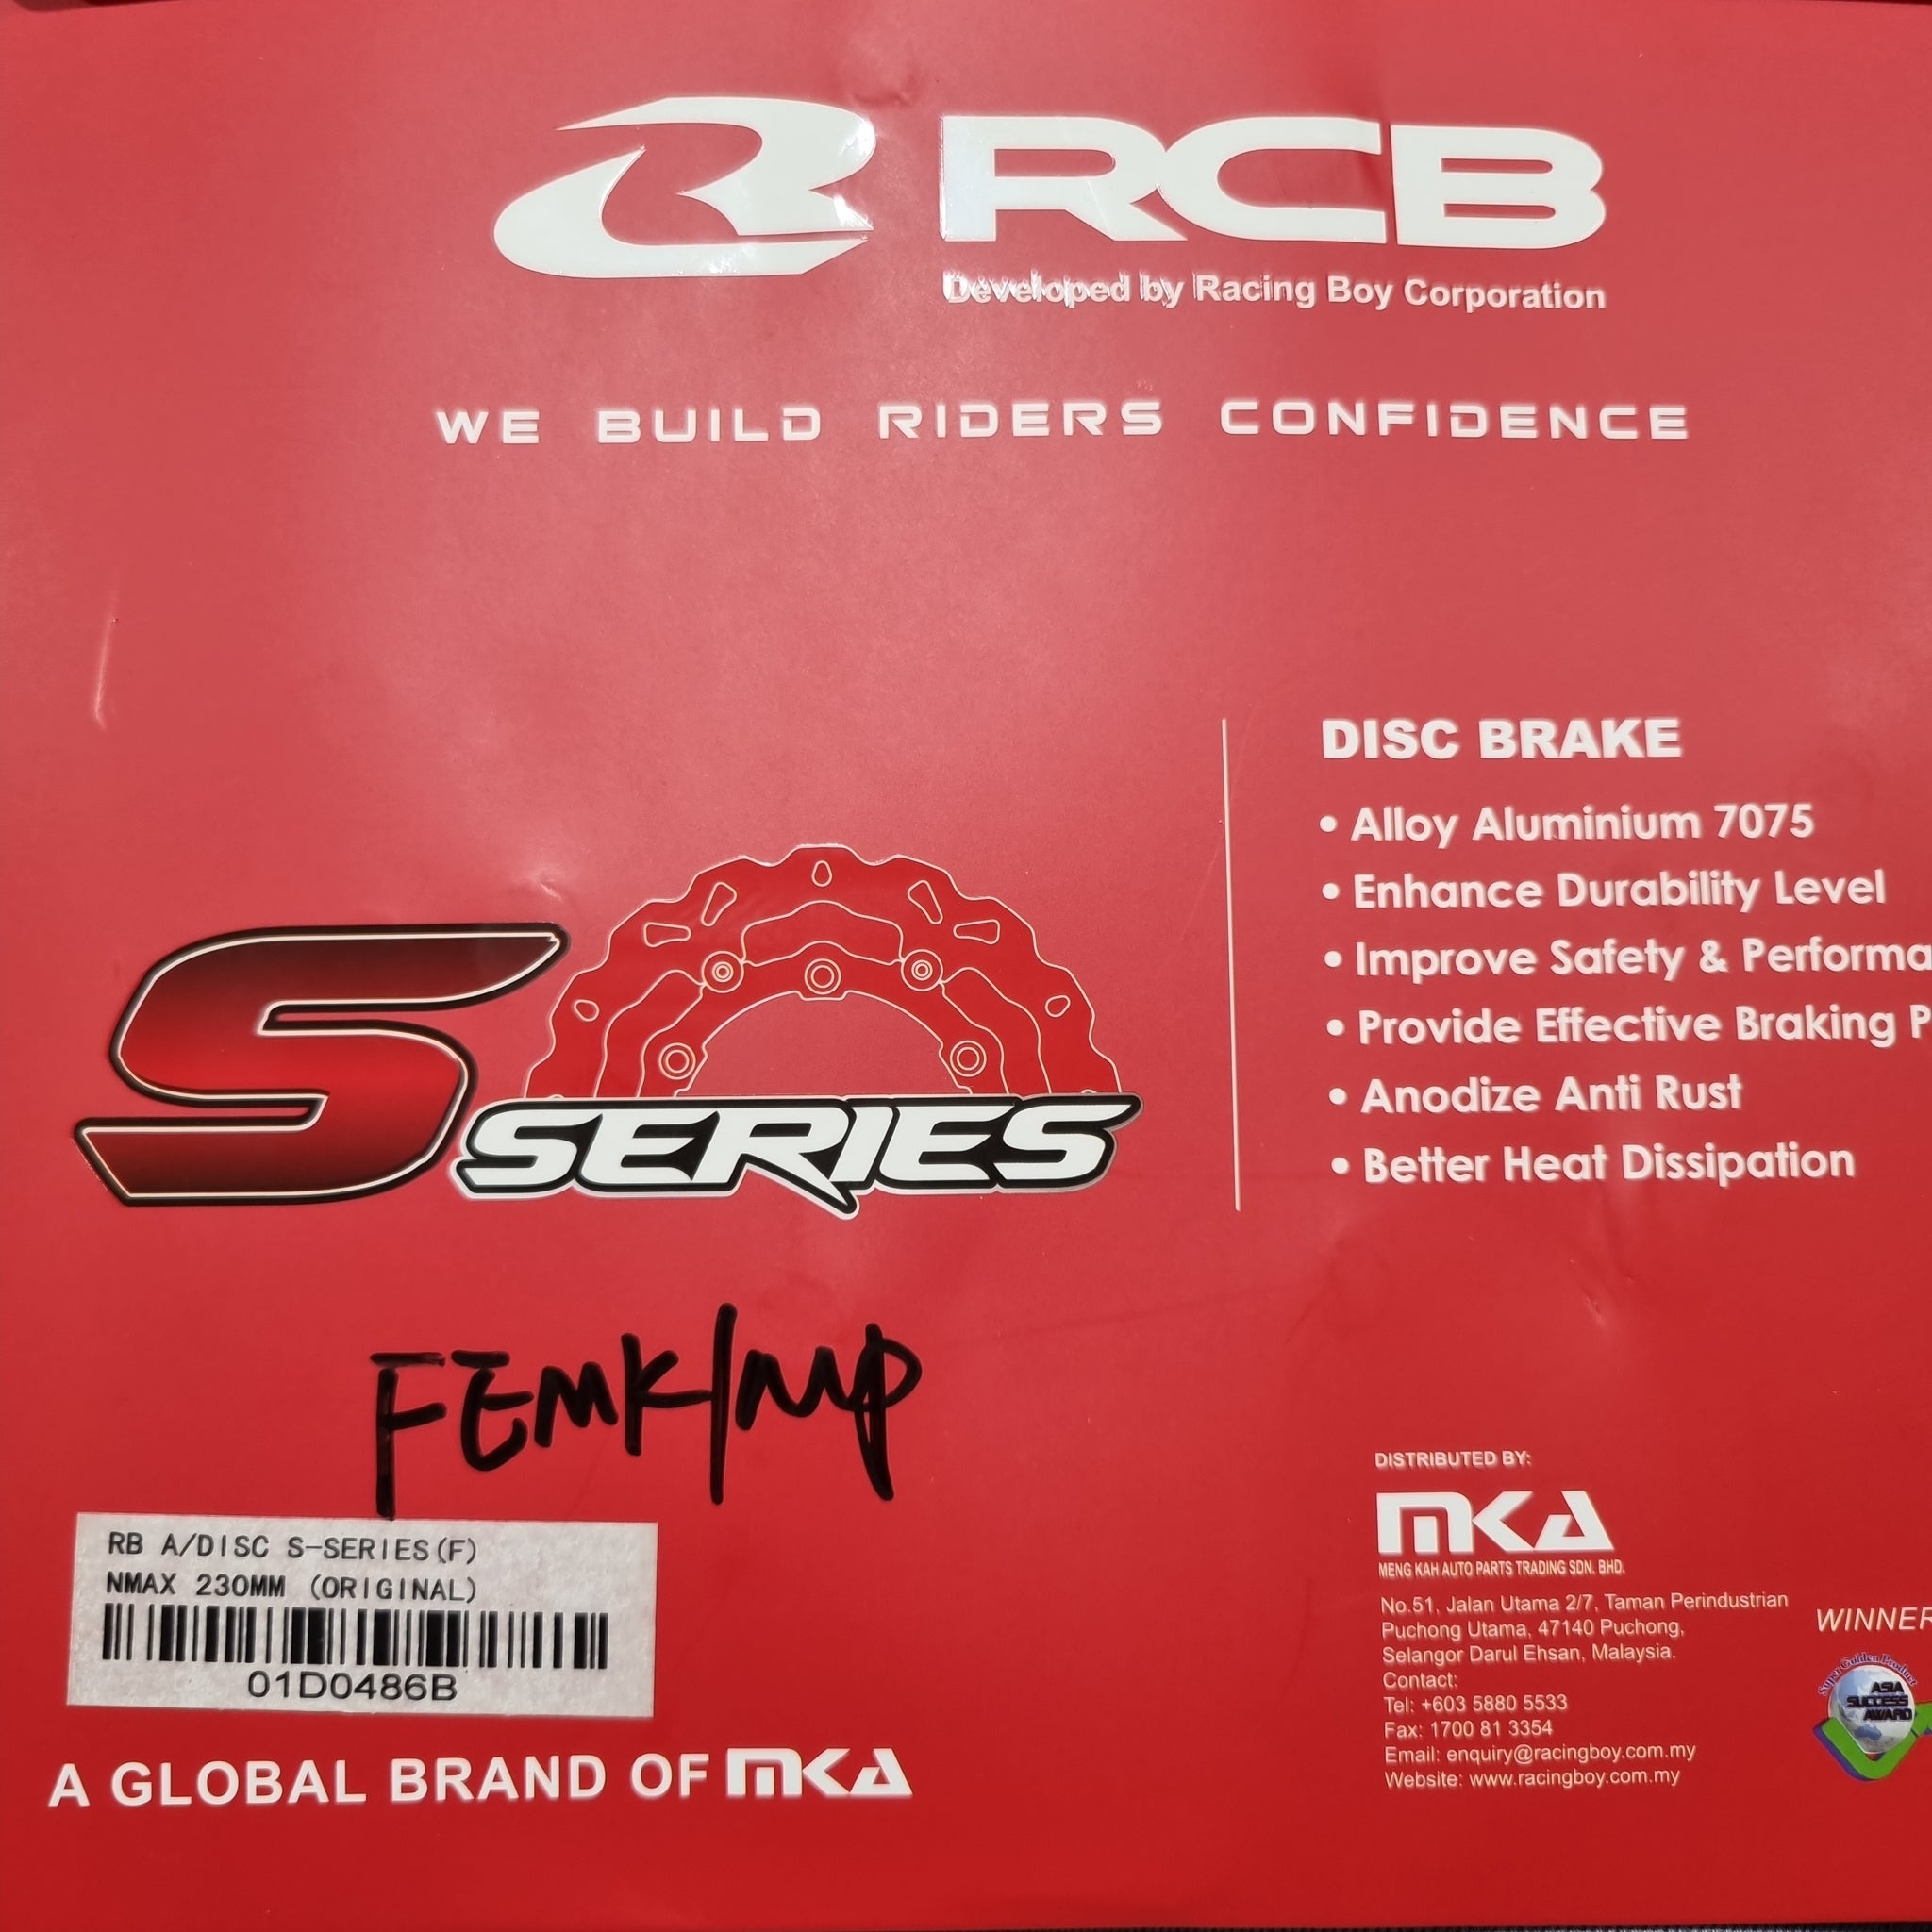 RCB
Developed by Racing Boy Corporation
WE BUILD RIDERS CONFIDENCE
DISC BRAKE
• Alloy Aluminium 7075
• Enhance Durability Level
• Improve Safety & Performa
• Provide Effective Braking P
• Anodize Anti Rust
• Better Heat Dissipation
S SERIES
RB A/DISC S-SERIES(F)
NMAX 230MM (ORIGINAL)
01D0486B
A GLOBAL BRAND OF MKA
DISTRIBUTED BY:
MKA
MENG KAH AUTO PARTS TRADING SDN. BHD.
No.51, Jalan Utama 2/7, Taman Perindustrian
Puchong Utama, 47140 Puchong,
Selangor Darul Ehsan, Malaysia.
Contact:
Tel: +603 5880 5533
Fax: 1700 81 3354
Email: enquiry@racingboy.com.my
Website: www.racingboy.com.my
WINNER
Super Golden Product
ASIA
SUCCESS
AWARD